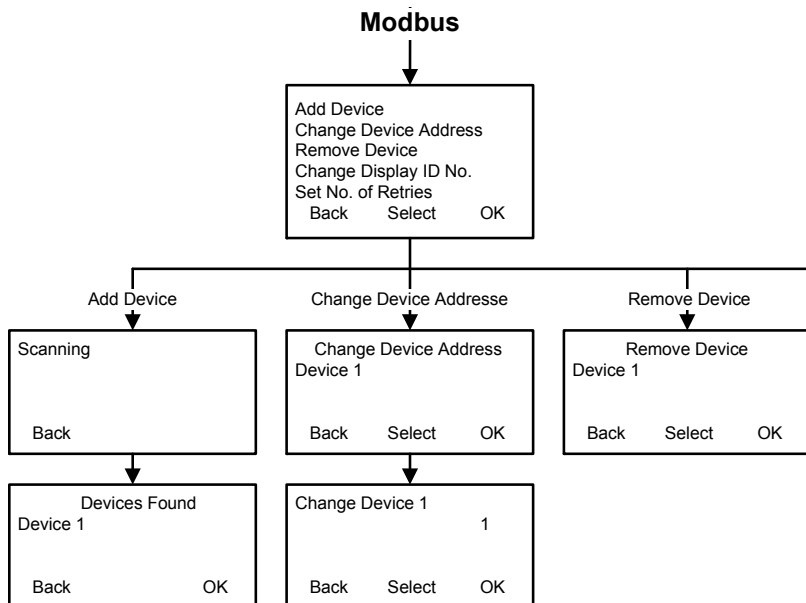 Modbus
Add Device
Change Device Address
Remove Device
Change Display ID No.
Set No. of Retries
Back Select OK
Add Device
Change Device Addresse
Remove Device
Scanning
Back
Change Device Address
Device 1
Back Select OK
Remove Device
Device 1
Back Select OK
Devices Found
Device 1
Back OK
Change Device 1
1
Back Select OK